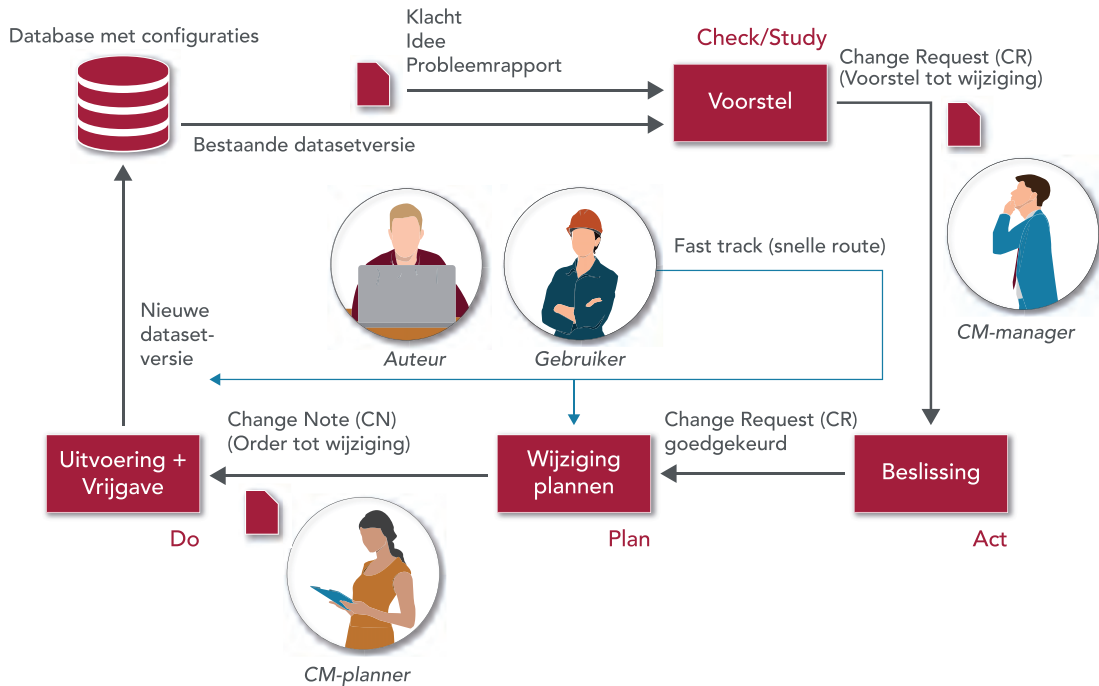 Database met configuraties
Klacht
Idee
Probleemrapport
Check/Study
Voorstel
Change Request (CR)
(Voorstel tot wijziging)
Bestaande datasetversie
Fast track (snelle route)
CM-manager
Auteur
Gebruiker
Nieuwe
dataset-
versie
Change Note (CN)
(Order tot wijziging)
Change Request (CR)
goedgekeurd
Uitvoering +
Vrijgave
Wijziging
plannen
Beslissing
Do
Plan
Act
CM-planner